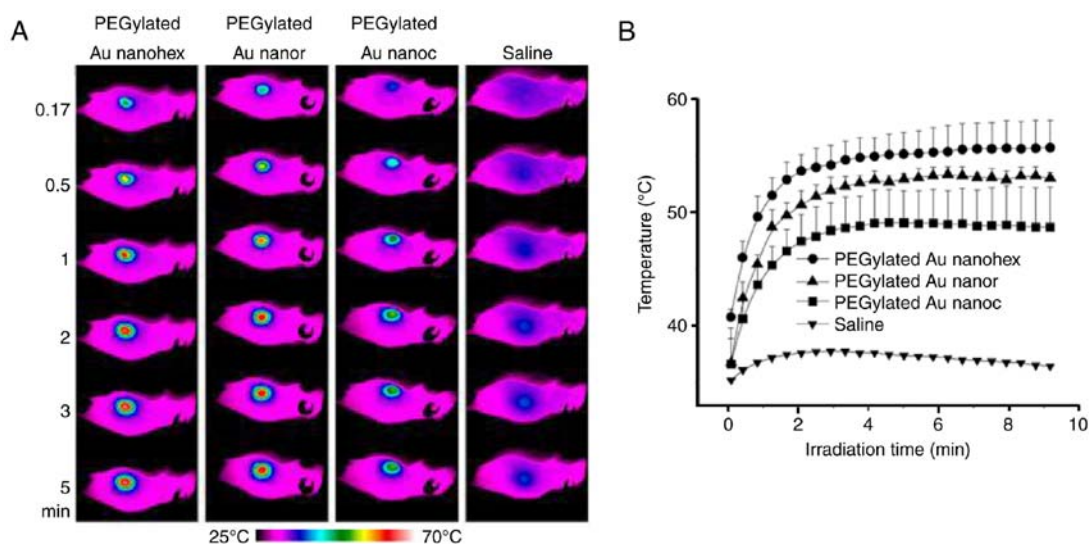 A
PEGylated
Au nanohex
PEGylated
Au nanor
PEGylated
Au nanoc
Saline
0.17
0.5
1
2
3
5
min
25°C
70°C
B
60
50
40
Temperature (°C)
PEGylated Au nanohex
PEGylated Au nanor
PEGylated Au nanoc
Saline
0
2
4
6
8
10
Irradiation time (min)